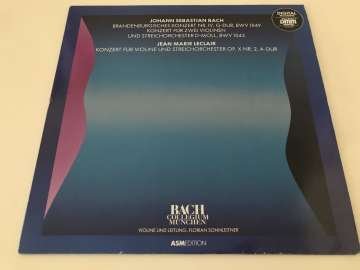 JOHANN SEBASTIAN BACH
BRANDENBURGISCHES KONZERT NR. IV, G-DUR, BWV 1049
KONZERT FÜR ZWEI VIOLINEN
UND STREICHORCHESTER D-MOLL, BWV 1043
JEAN MARIE LECLAIR
KONZERT FÜR VIOLINE UND STREICHORCHESTER OP. X NR. 2, A-DUR
DIGITAL
DMM
BACH
COLLEGIUM
MÜNCHEN
VIOLINE UND LEITUNG: FLORIAN SONNLEITNER
ASM EDITION